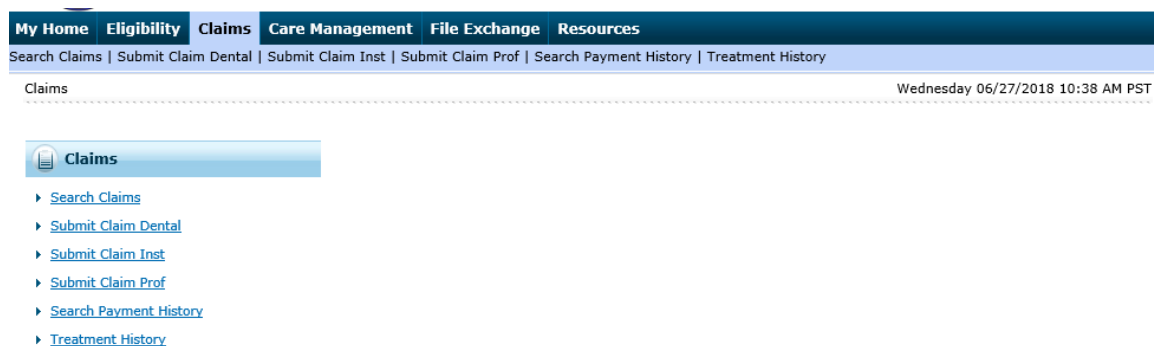 My Home Eligibility Claims Care Management File Exchange Resources
Search Claims | Submit Claim Dental | Submit Claim Inst | Submit Claim Prof | Search Payment History | Treatment History
Claims Wednesday 06/27/2018 10:38 AM PST
Claims
Search Claims
Submit Claim Dental
Submit Claim Inst
Submit Claim Prof
Search Payment History
Treatment History